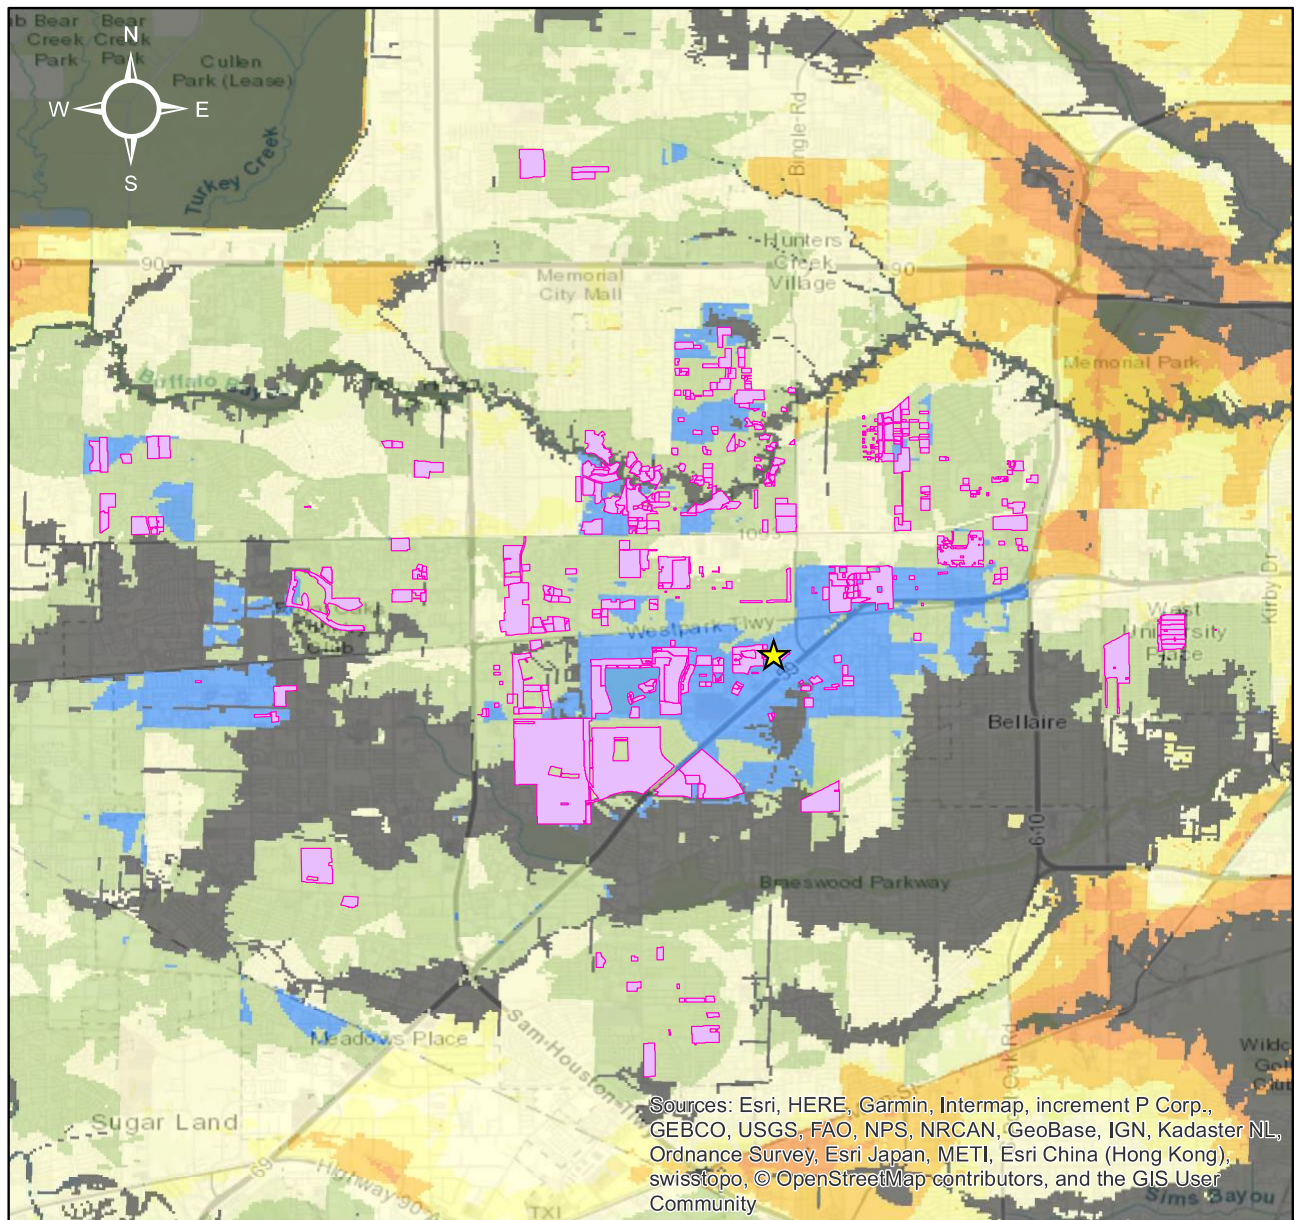 Bear
Creek
Park
Bear
Creek
Park
N
W
E
S
Cullen
Park (Lease)
Turkey Creek
Bingle Rd
90
Hunters
Creek
Village
90
Memorial
City Mall
Memorial Park
Buffalo Bay
1093
Westpark Tlwy
West
University
Place
Kirby Dr
69
Bellaire
610
Braeswood Parkway
Meadows Place
Sam-Houston-Tlwy
Sugar Land
69
Highway-90-A
TXI
Sims Bayou
Sources: Esri, HERE, Garmin, Intermap, increment P Corp.,
GEBCO, USGS, FAO, NPS, NRCAN, GeoBase, IGN, Kadaster NL,
Ordnance Survey, Esri Japan, METI, Esri China (Hong Kong),
swisstopo, © OpenStreetMap contributors, and the GIS User
Community